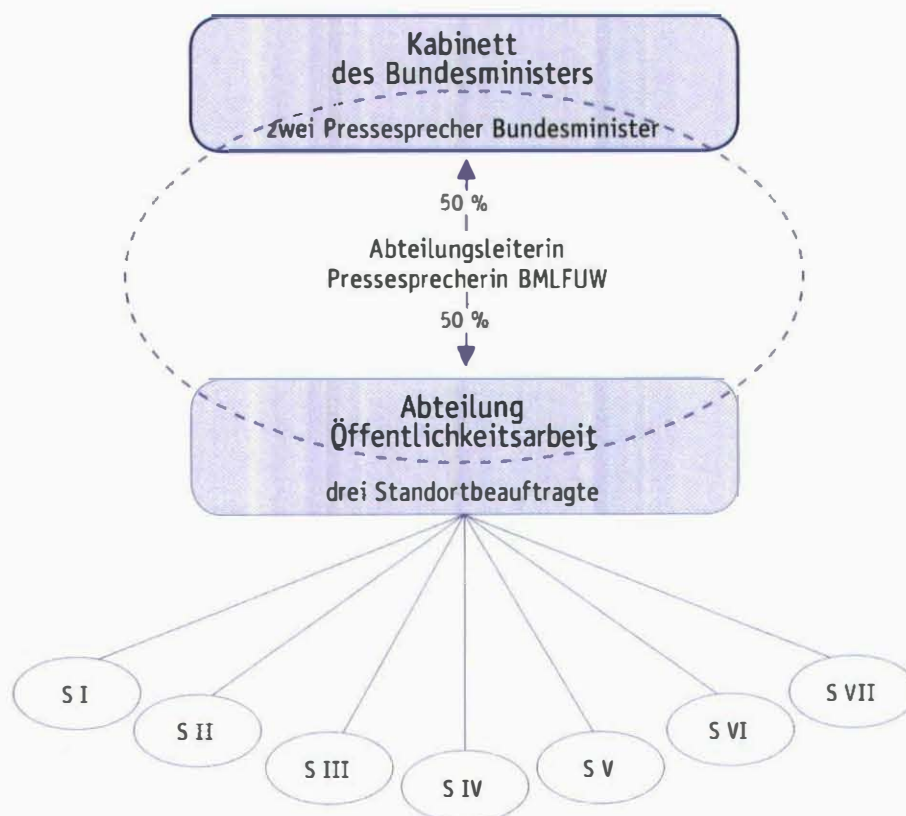 Kabinett
des Bundesministers
zwei Pressesprecher Bundesminister
50 %
Abteilungsleiterin
Pressesprecherin BMLFUW
50 %
Abteilung
Öffentlichkeitsarbeit
drei Standortbeauftragte
S I
S II
S III
S IV
S V
S VI
S VII